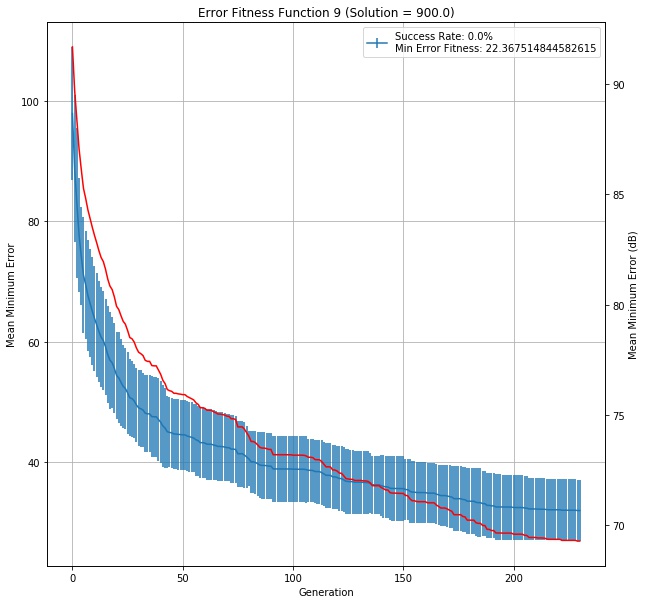 Error Fitness Function 9 (Solution = 900.0)
Success Rate: 0.0%
Min Error Fitness: 22.367514844582615
Mean Minimum Error
100
80
60
40
90
85
80
75
70
Mean Minimum Error (dB)
0 50 100 150 200
Generation